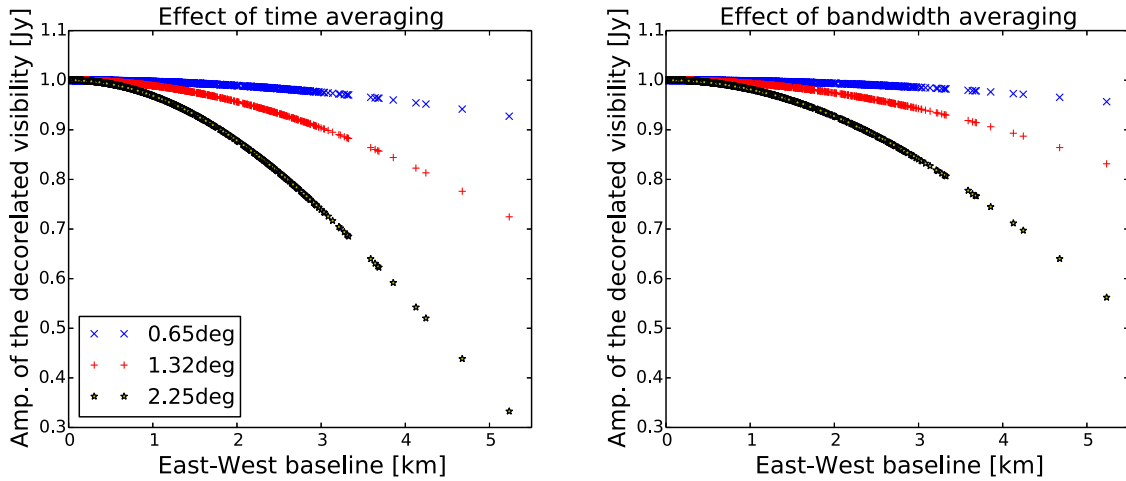 Effect of time averaging
Amp. of the decorelated visibility [Jy]
1.1
1.0
0.9
0.8
0.7
0.6
0.5
0.4
0.3
0.65deg
1.32deg
2.25deg
0 1 2 3 4 5
East-West baseline [km]
Effect of bandwidth averaging
Amp. of the decorelated visibility [Jy]
1.1
1.0
0.9
0.8
0.7
0.6
0.5
0.4
0.3
0 1 2 3 4 5
East-West baseline [km]